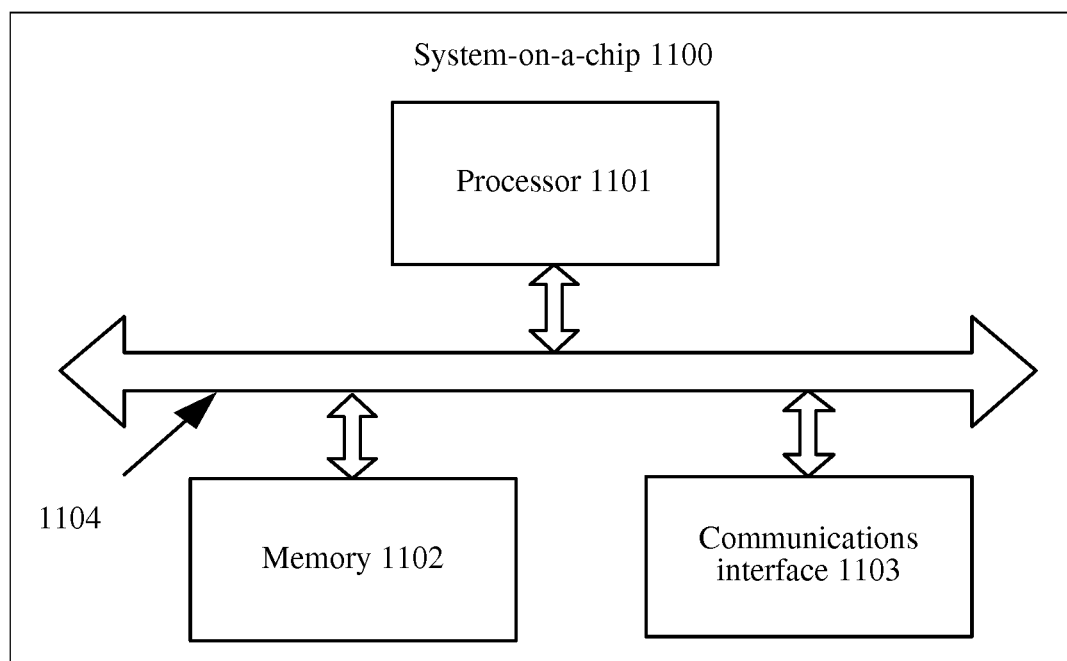 System-on-a-chip 1100
Processor 1101
1104
Memory 1102
Communications
interface 1103